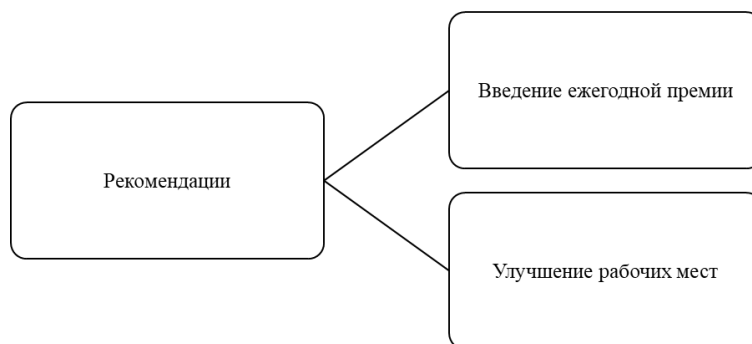 Введение ежегодной премии
Рекомендации
Улучшение рабочих мест